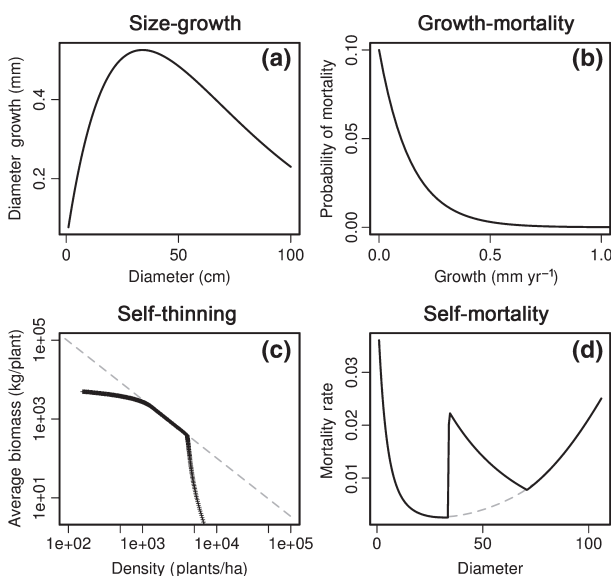 Size-growth
(a)
Diameter growth (mm)
0.4
0.2
0
50
100
Diameter (cm)
Growth-mortality
(b)
Probability of mortality
0.10
0.05
0.00
0.0
0.5
1.0
Growth (mm yr⁻¹)
Self-thinning
(c)
Average biomass (kg/plant)
1e+05
1e+03
1e+01
1e+02
1e+03
1e+04
1e+05
Density (plants/ha)
Self-mortality
(d)
Mortality rate
0.03
0.02
0.01
0
50
100
Diameter